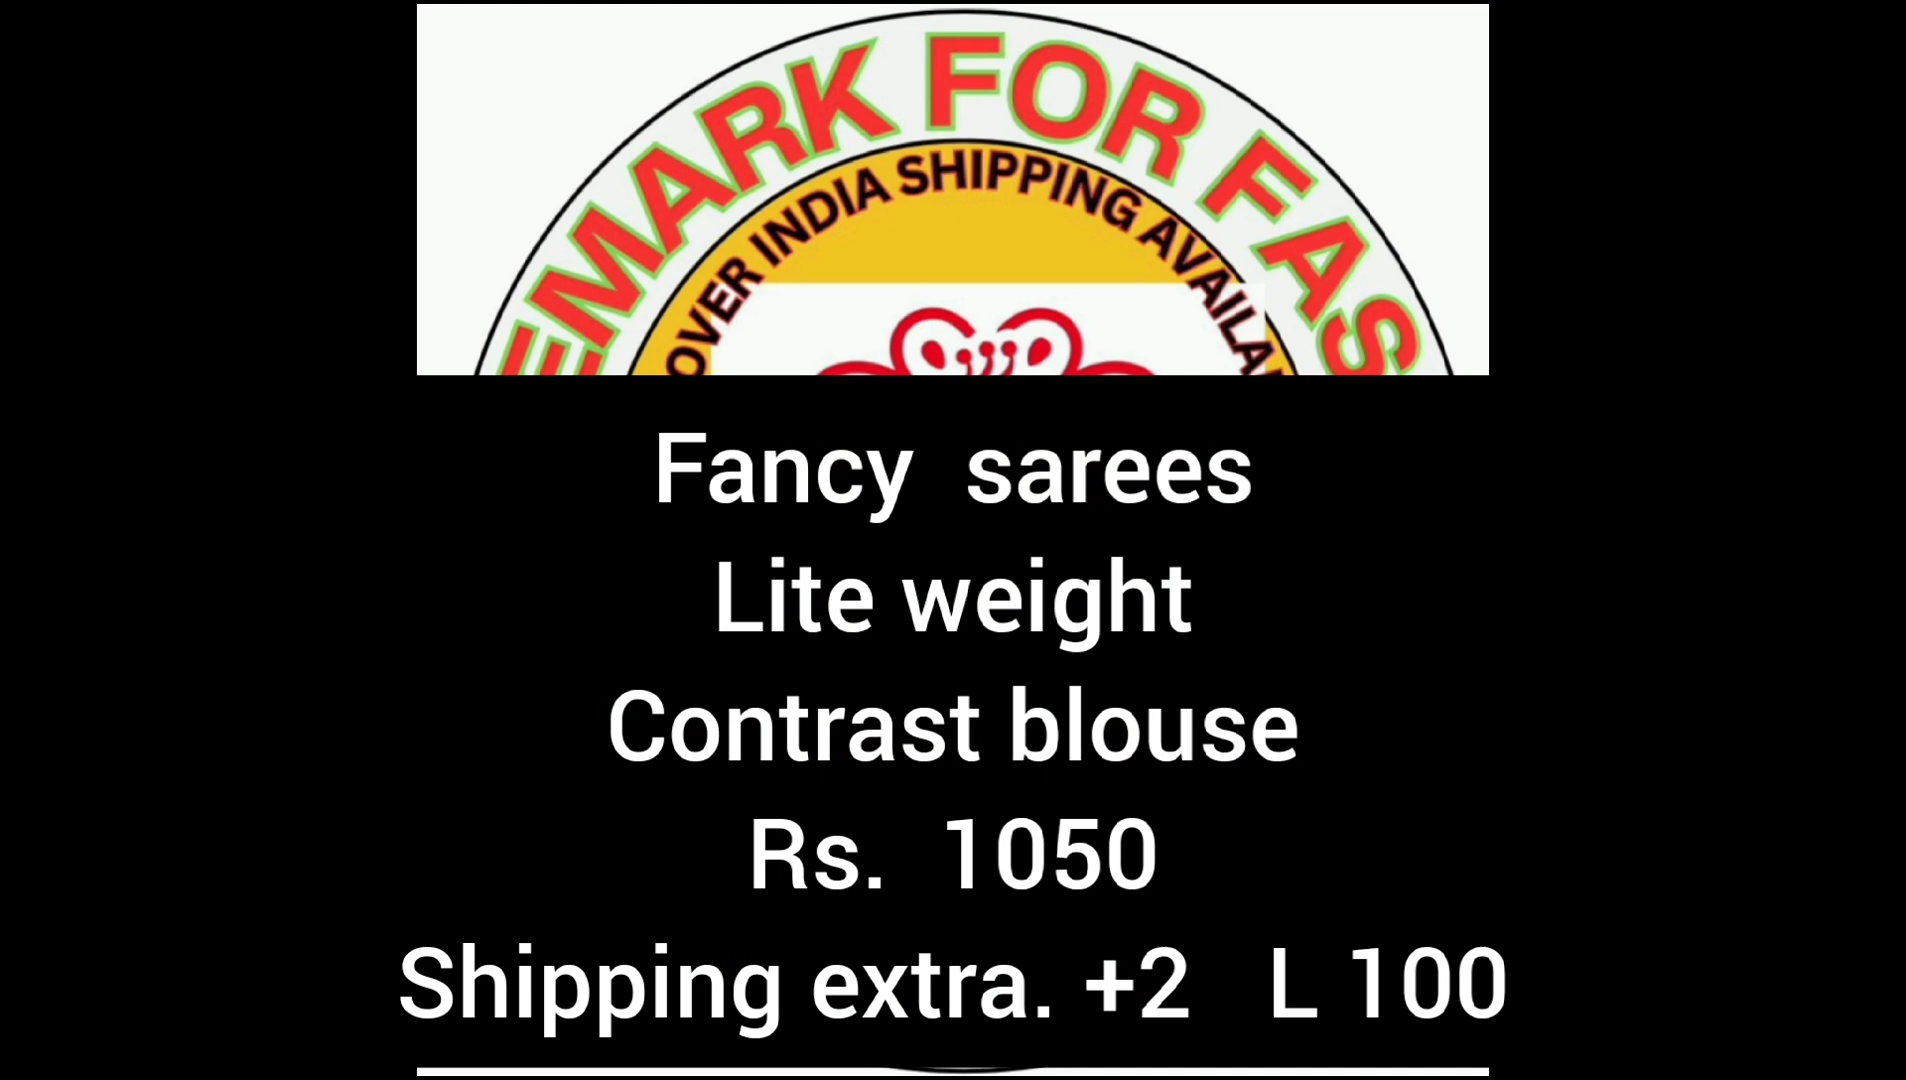 EMARK FOR FAS
OVER INDIA SHIPPING AVAILA
Fancy sarees
Lite weight
Contrast blouse
Rs. 1050
Shipping extra. +2 L 100